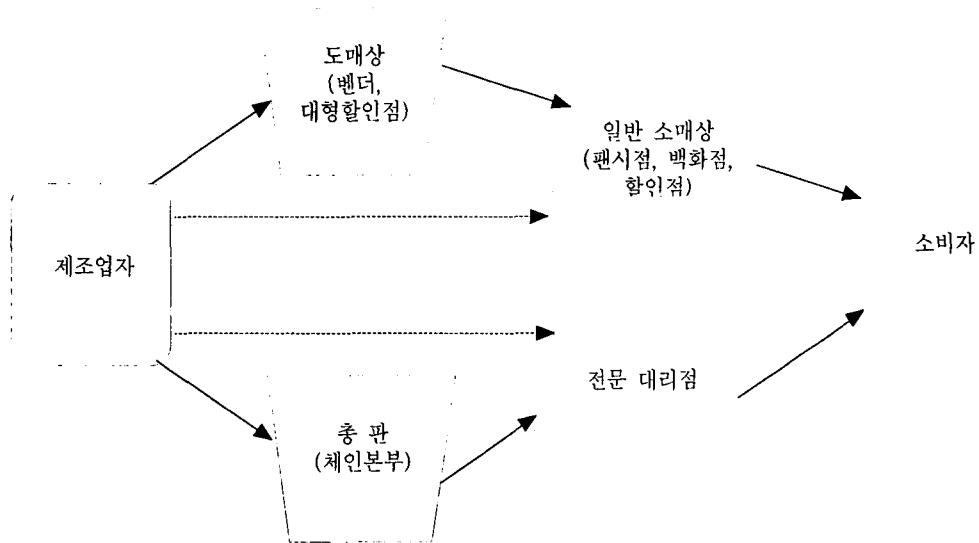 도매상
(벤더,
대형할인점)
일반 소매상
(팬시점, 백화점,
할인점)
제조업자
소비자
전문 대리점
총 판
(체인본부)